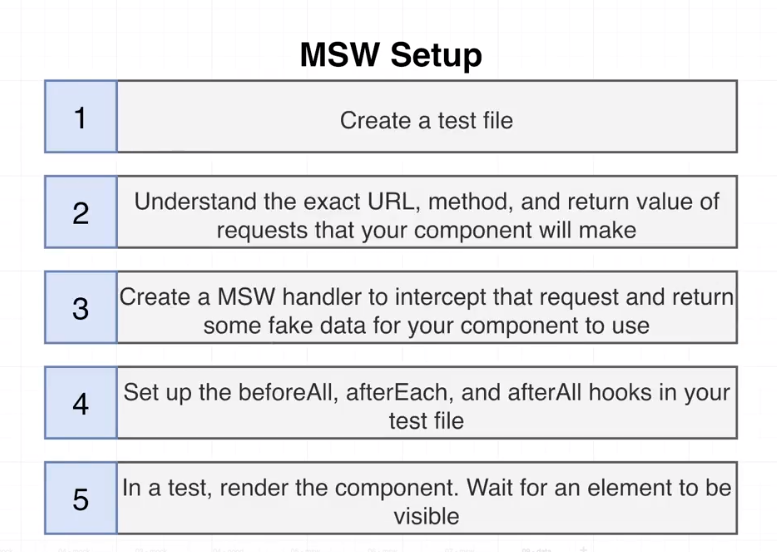 MSW Setup
1
Create a test file
2
Understand the exact URL, method, and return value of
requests that your component will make
3
Create a MSW handler to intercept that request and return
some fake data for your component to use
4
Set up the beforeAll, afterEach, and afterAll hooks in your
test file
5
In a test, render the component. Wait for an element to be
visible